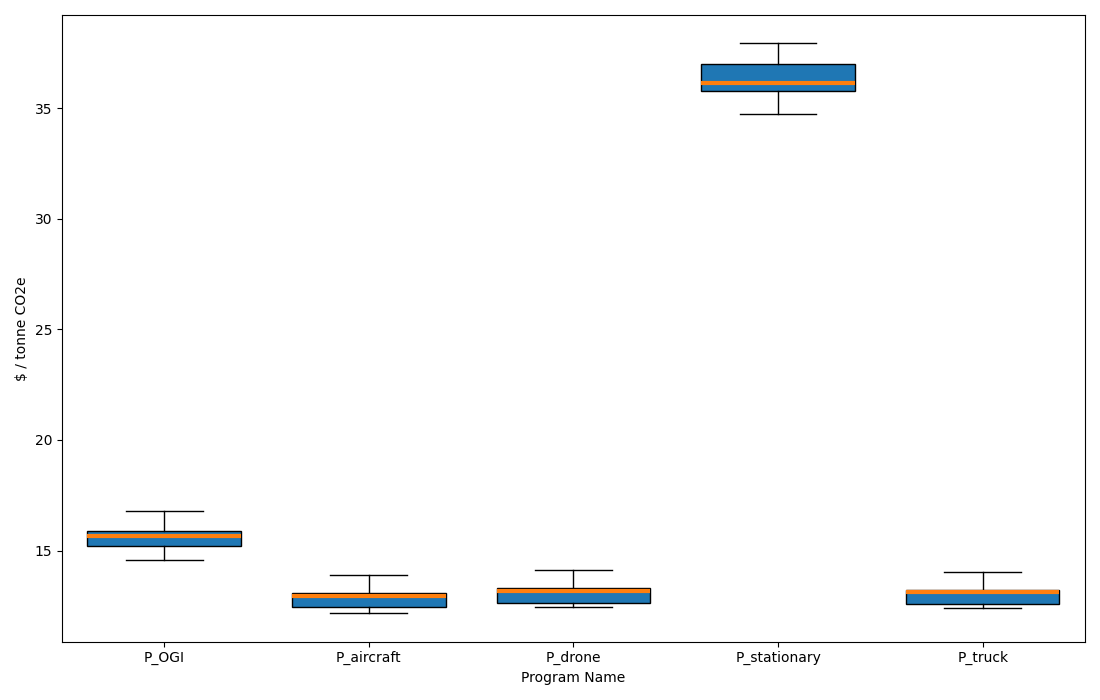 $ / tonne CO2e
35
30
25
20
15
P_OGI P_aircraft P_drone P_stationary P_truck
Program Name